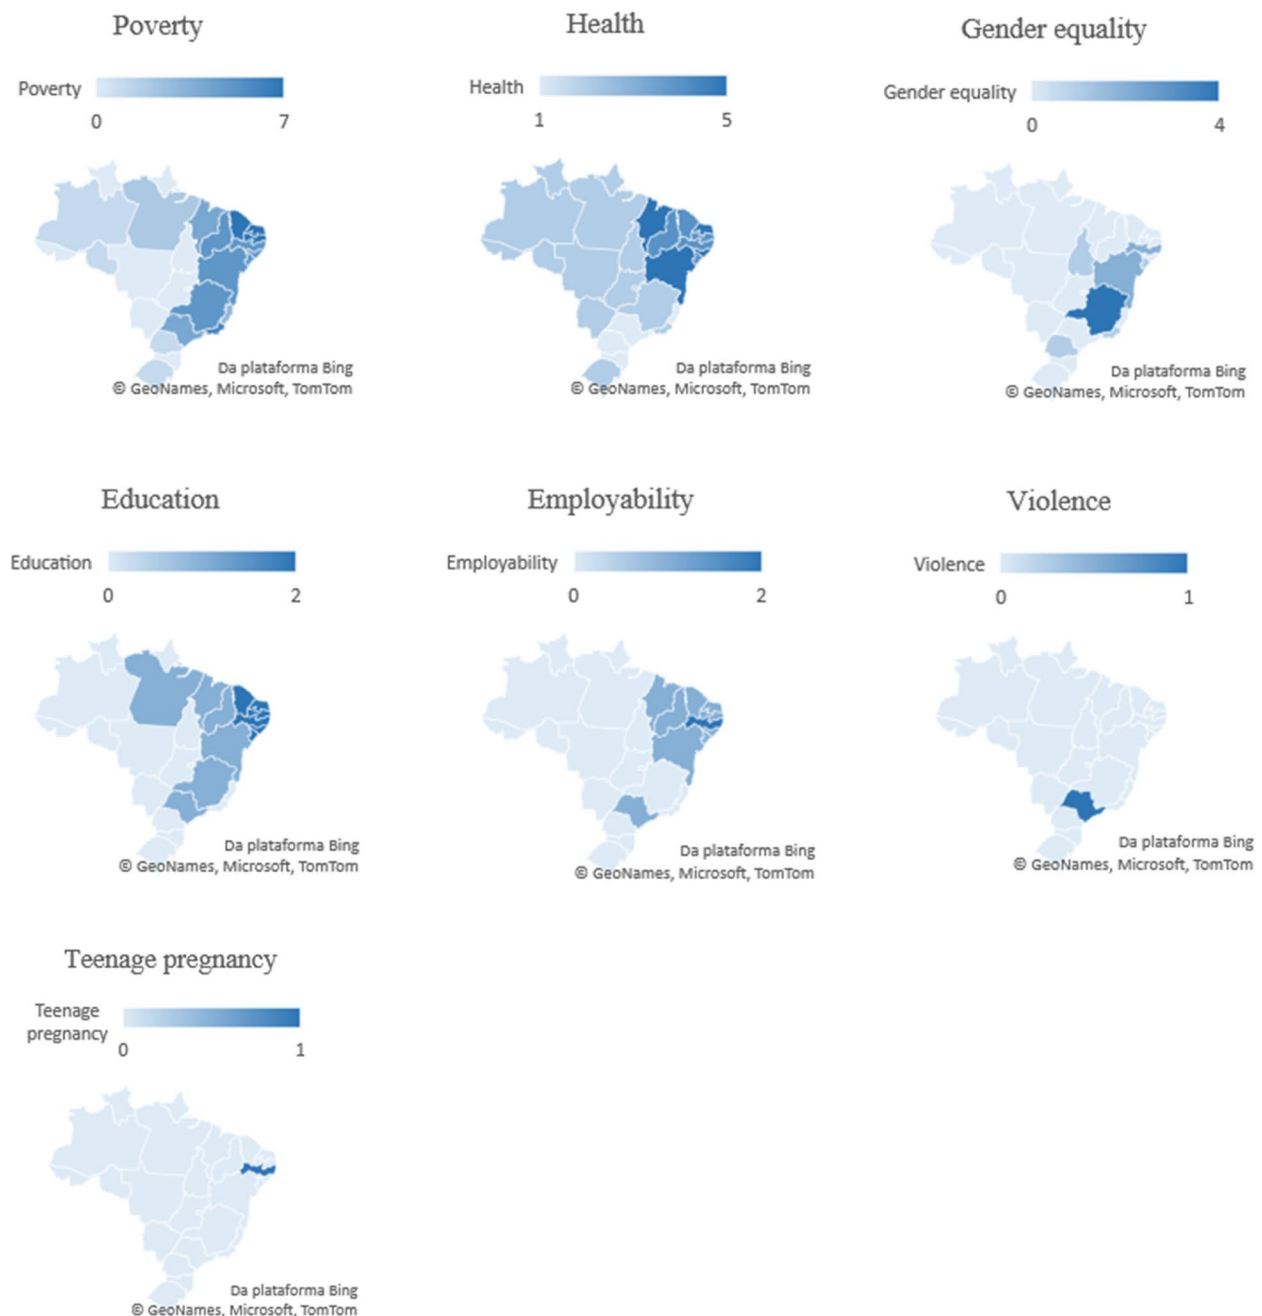 Poverty
Poverty
0 7
Da plataforma Bing
© GeoNames, Microsoft, TomTom
Health
Health
1 5
Da plataforma Bing
© GeoNames, Microsoft, TomTom
Gender equality
Gender equality
0 4
Da plataforma Bing
© GeoNames, Microsoft, TomTom
Education
Education
0 2
Da plataforma Bing
© GeoNames, Microsoft, TomTom
Employability
Employability
0 2
Da plataforma Bing
© GeoNames, Microsoft, TomTom
Violence
Violence
0 1
Da plataforma Bing
© GeoNames, Microsoft, TomTom
Teenage pregnancy
Teenage
pregnancy
0 1
Da plataforma Bing
© GeoNames, Microsoft, TomTom